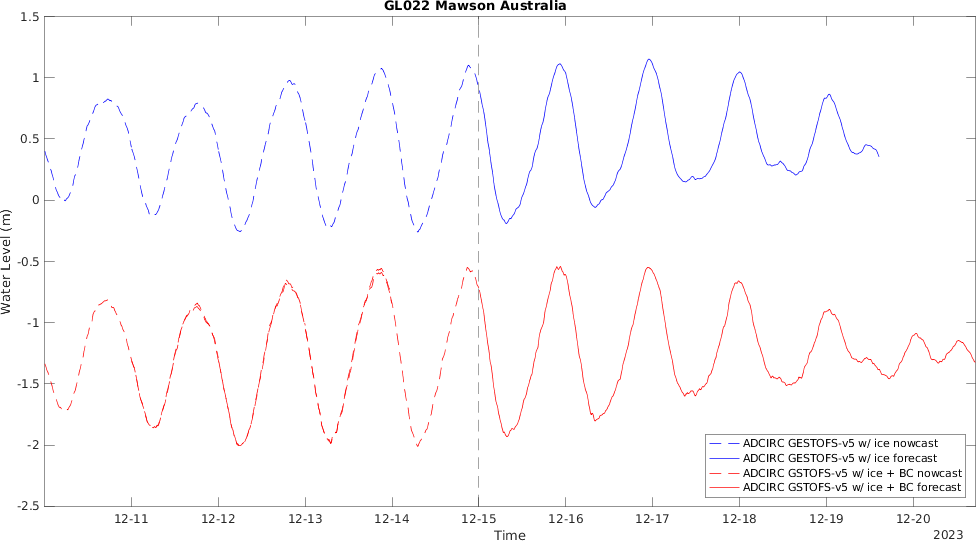 GL022 Mawson Australia
1.5
1
0.5
0
-0.5
-1
-1.5
-2
-2.5
Water Level (m)
ADCIRC GESTOFS-v5 w/ ice nowcast
ADCIRC GESTOFS-v5 w/ ice forecast
ADCIRC GSTOFS-v5 w/ ice + BC nowcast
ADCIRC GSTOFS-v5 w/ ice + BC forecast
12-11 12-12 12-13 12-14 12-15 12-16 12-17 12-18 12-19 12-20
Time
2023